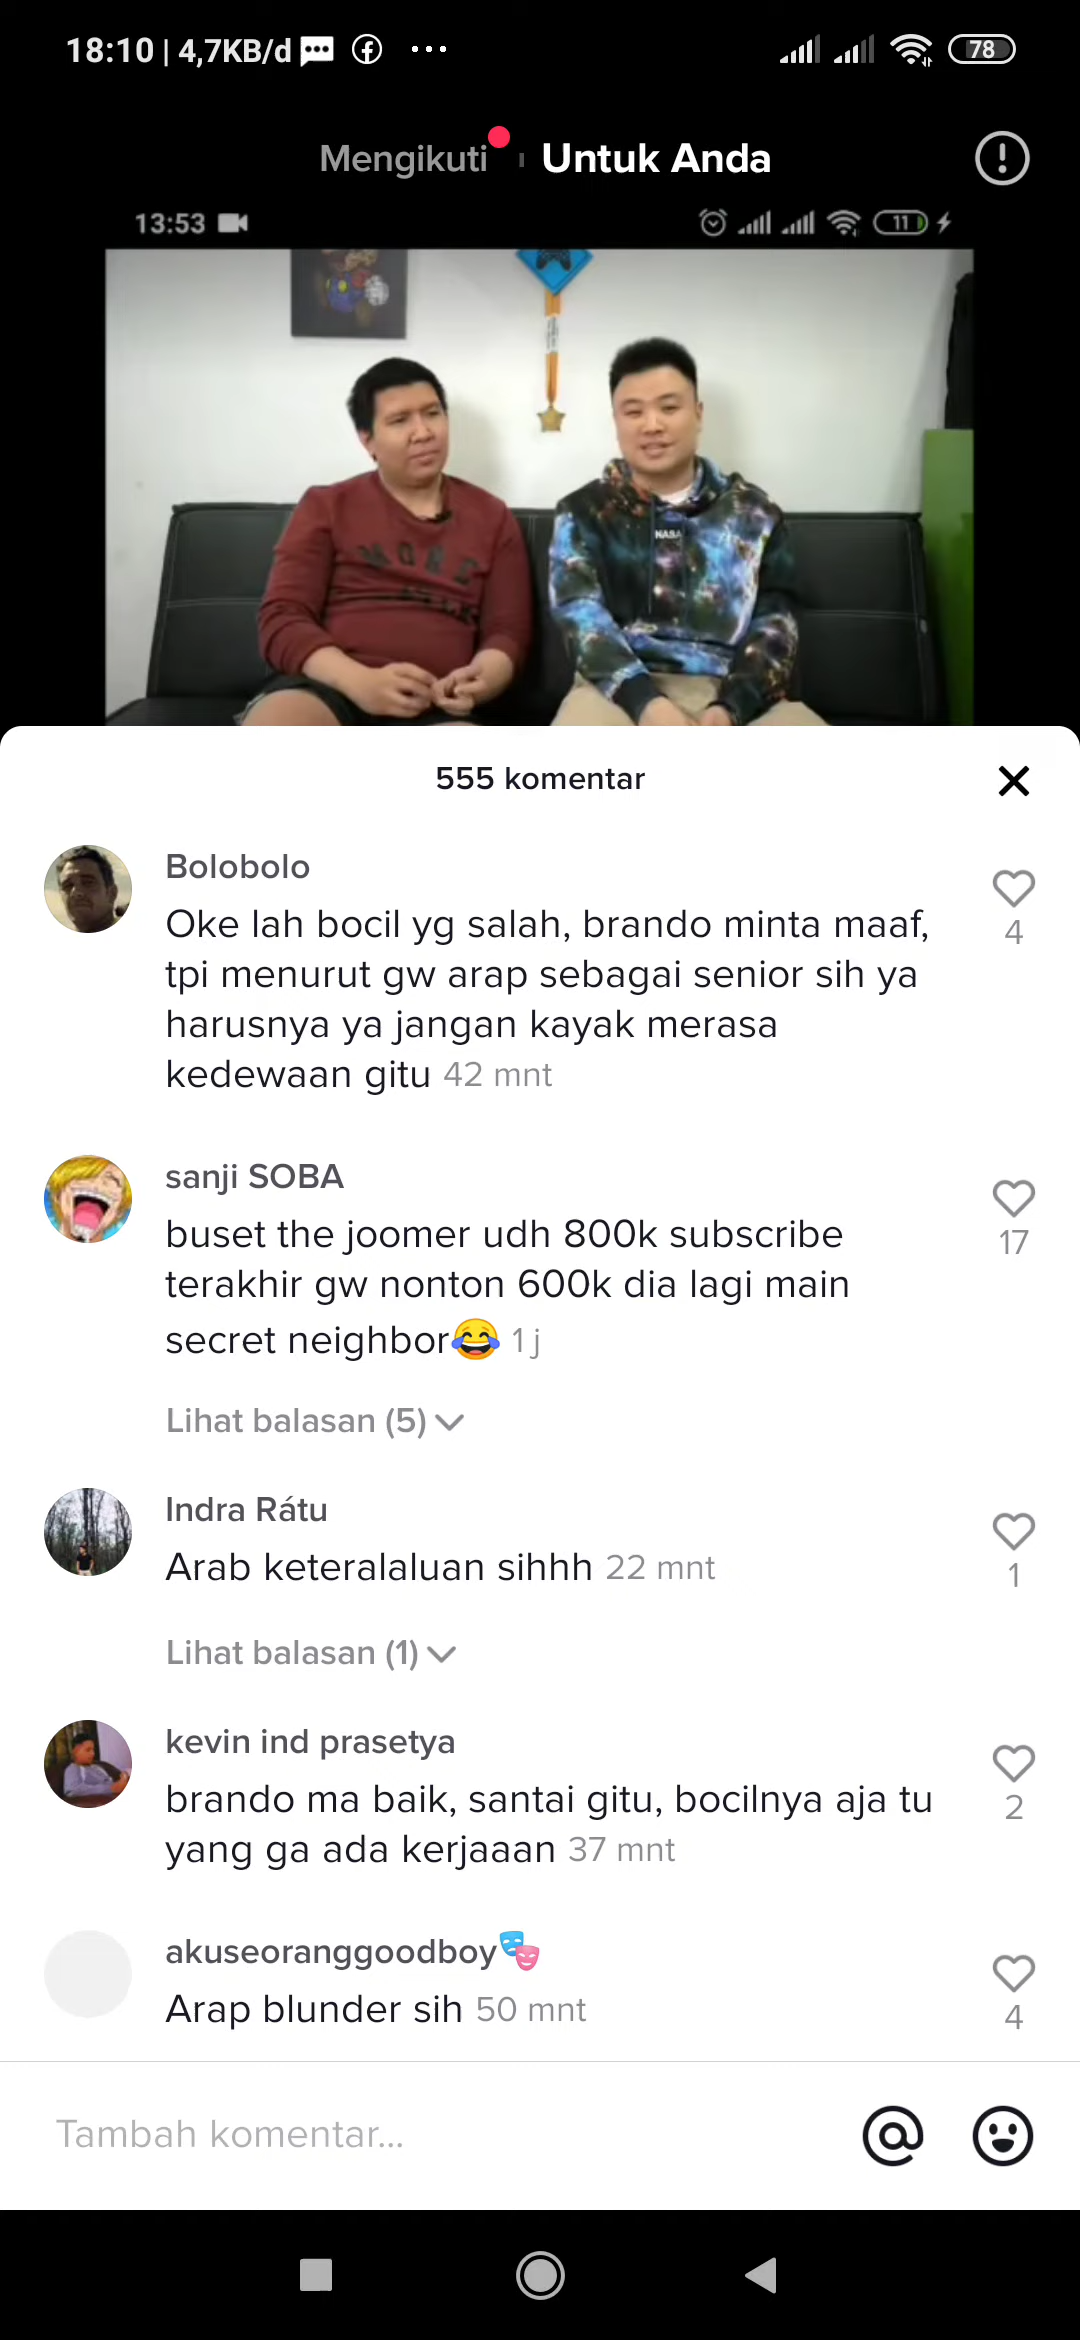 18:10 | 4,7KB/d
78
Mengikuti Untuk Anda
13:53
11
NASA
555 komentar
Bolobolo
Oke lah bocil yg salah, brando minta maaf,
tpi menurut gw arap sebagai senior sih ya
harusnya ya jangan kayak merasa
kedewaan gitu 42 mnt
4
sanji SOBA
buset the joomer udh 800k subscribe
terakhir gw nonton 600k dia lagi main
secret neighbor😂 1 j
17
Lihat balasan (5)
Indra Rátu
Arab keteralaluan sihhh 22 mnt
1
Lihat balasan (1)
kevin ind prasetya
brando ma baik, santai gitu, bocilnya aja tu
yang ga ada kerjaaan 37 mnt
2
akuseoranggoodboy🎭
Arap blunder sih 50 mnt
4
Tambah komentar...